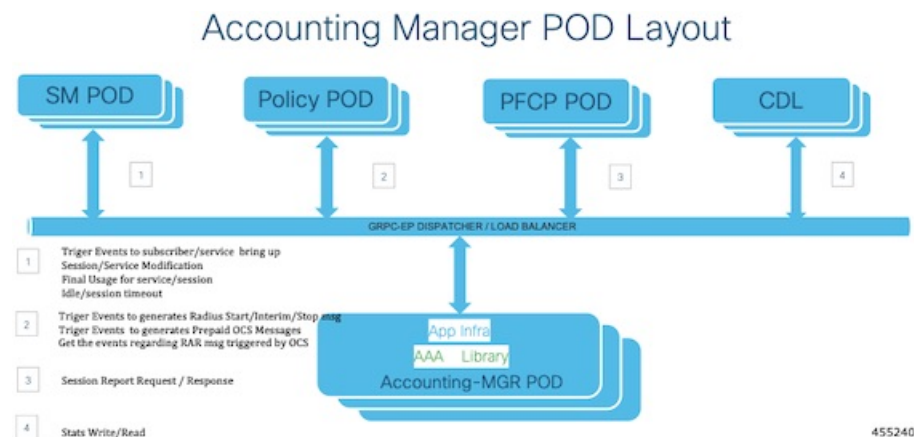 Accounting Manager POD Layout
SM POD
Policy POD
PFCP POD
CDL
1
2
3
4
GRPC-EP DISPATCHER / LOAD BALANCER
1
Triger Events to subscriber/service bring up
Session/Service Modification
Final Usage for service/session
Idle/session timeout
2
Triger Events to generates Radius Start/Interim/Stop msg
Triger Events to generates Prepaid OCS Messages
Get the events regarding RAR msg triggered by OCS
App Infra
AAA Library
Accounting-MGR POD
3
Session Report Request / Response
4
Stats Write/Read
455240